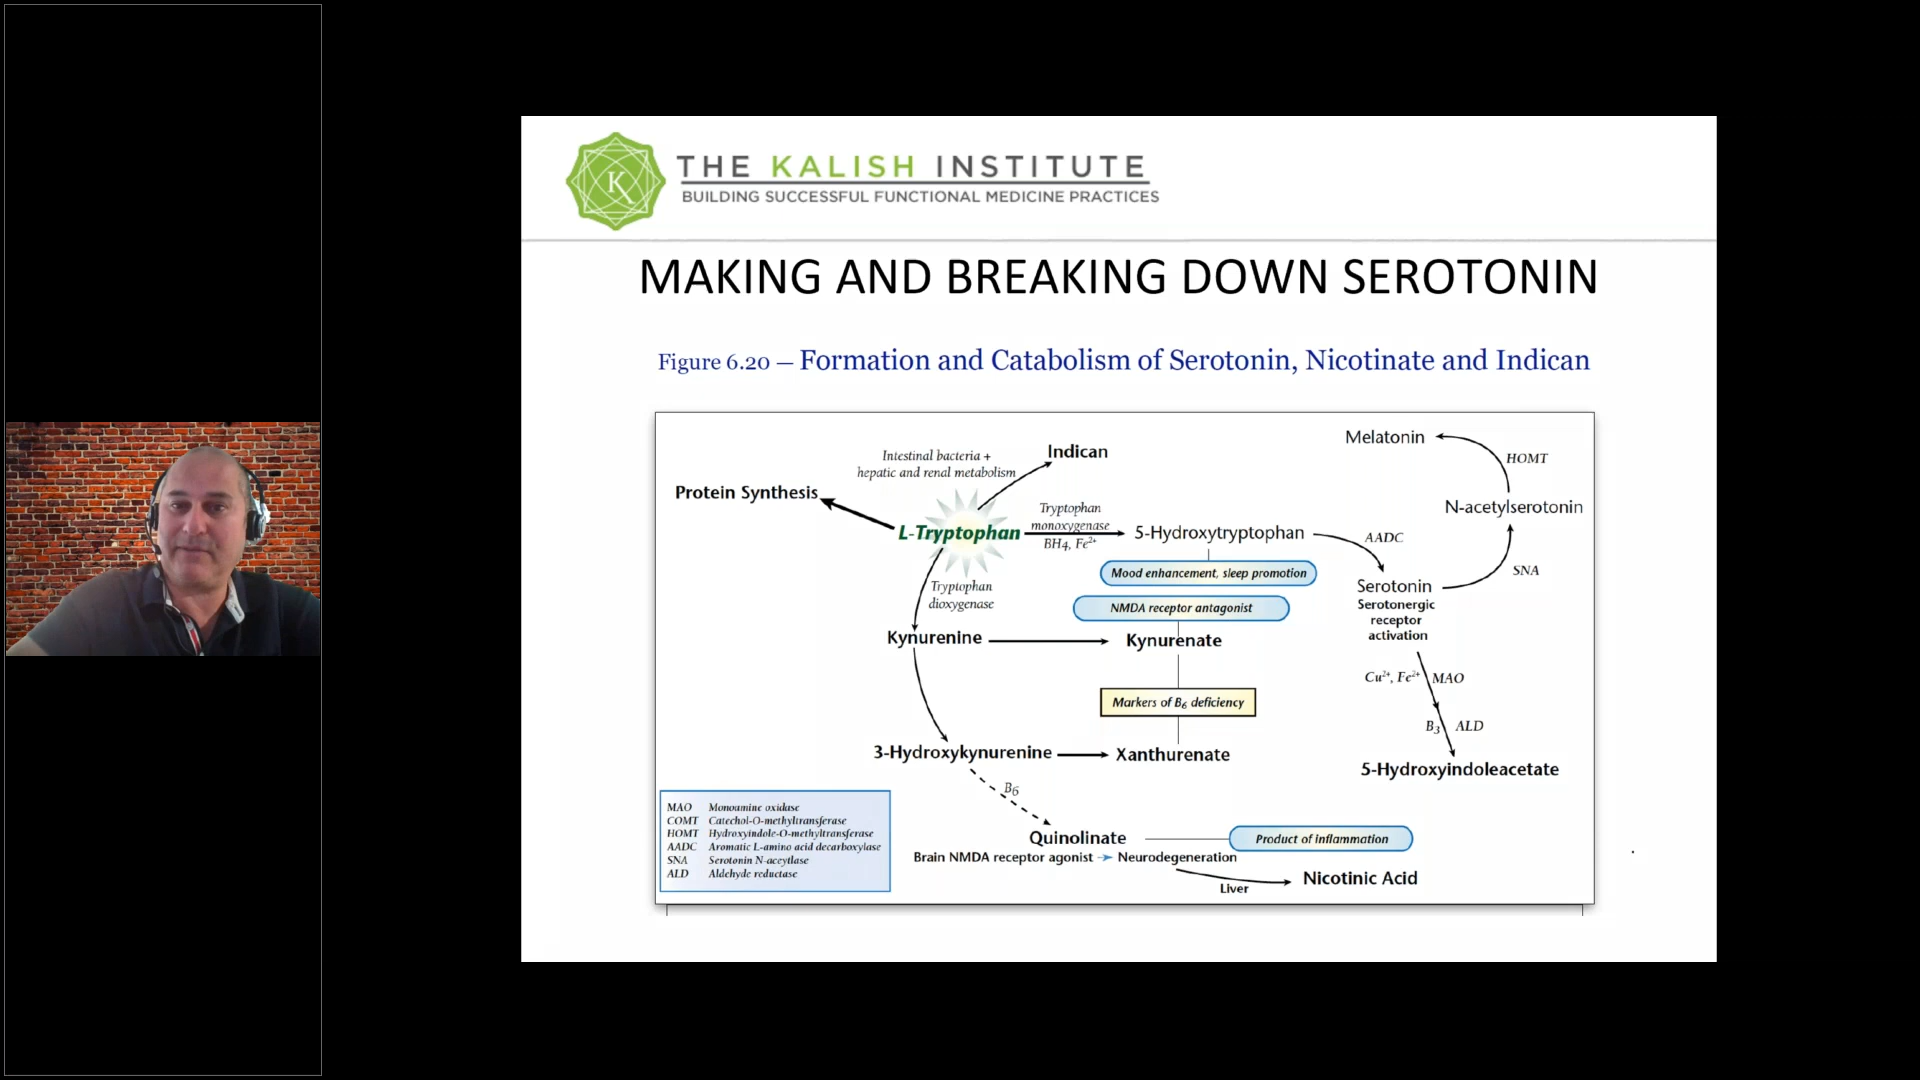 K
THE KALISH INSTITUTE
BUILDING SUCCESSFUL FUNCTIONAL MEDICINE PRACTICES
MAKING AND BREAKING DOWN SEROTONIN
Figure 6.20 — Formation and Catabolism of Serotonin, Nicotinate and Indican
Intestinal bacteria +
hepatic and renal metabolism
Indican
Melatonin
HOMT
Protein Synthesis
N-acetylserotonin
L-Tryptophan
Tryptophan
monoxygenase
BH4, Fe2+
5-Hydroxytryptophan
AADC
SNA
Mood enhancement, sleep promotion
Serotonin
Serotonergic
receptor
activation
Tryptophan
dioxygenase
NMDA receptor antagonist
Kynurenine
Kynurenate
Cu2+, Fe2+
MAO
Markers of B6 deficiency
B3
ALD
3-Hydroxykynurenine
Xanthurenate
5-Hydroxyindoleacetate
B6
MAO Monoamine oxidase
COMT Catechol-O-methyltransferase
HOMT Hydroxyindole-O-methyltransferase
AADC Aromatic L-amino acid decarboxylase
SNA Serotonin N-aceytlase
ALD Aldehyde reductase
Quinolinate
Product of inflammation
Brain NMDA receptor agonist → Neurodegeneration
Liver
Nicotinic Acid